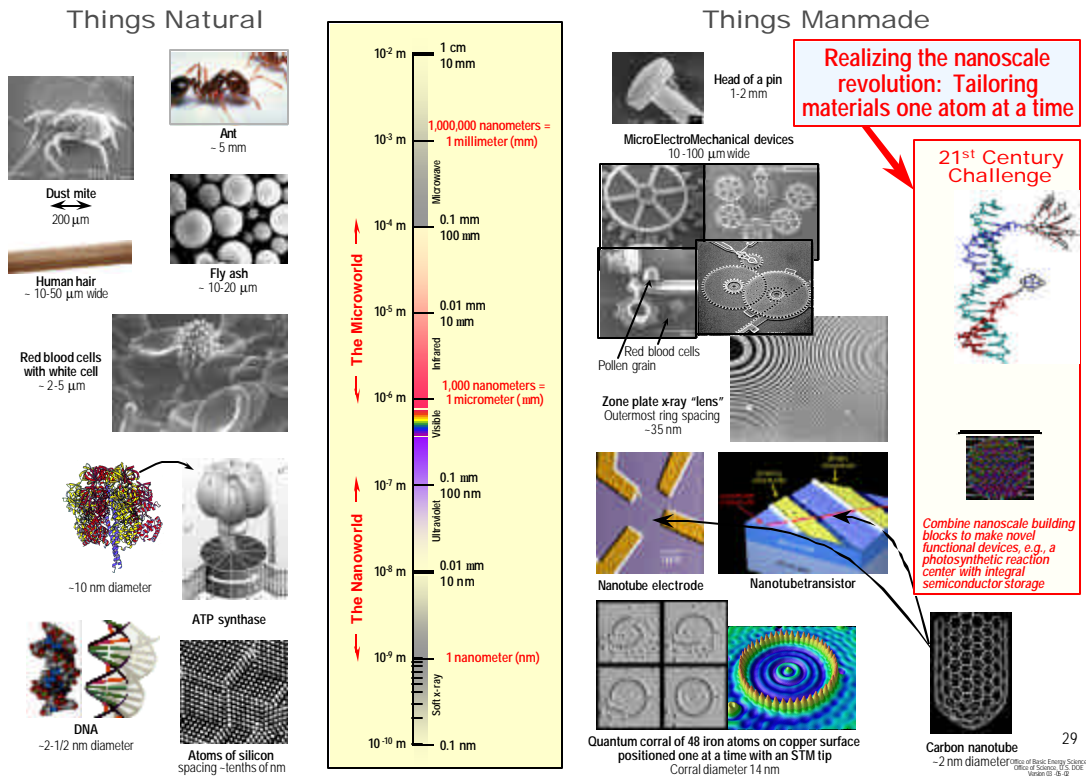 Things Natural
Things Manmade
Ant
~ 5 mm
Dust mite
200 μm
Human hair
~ 10-50 μm wide
Fly ash
~ 10-20 μm
Red blood cells
with white cell
~ 2-5 μm
~10 nm diameter
ATP synthase
DNA
~2-1/2 nm diameter
Atoms of silicon
spacing ~tenths of nm
10⁻² m
1 cm
10 mm
1,000,000 nanometers =
10⁻³ m
1 millimeter (mm)
Microwave
10⁻⁴ m
0.1 mm
100 mm
The Microworld
10⁻⁵ m
0.01 mm
10 mm
Infrared
1,000 nanometers =
10⁻⁶ m
1 micrometer (mm)
Visible
10⁻⁷ m
0.1 mm
100 nm
Ultraviolet
The Nanoworld
10⁻⁸ m
0.01 mm
10 nm
10⁻⁹ m
1 nanometer (nm)
Soft x-ray
10⁻¹⁰ m
0.1 nm
Head of a pin
1-2 mm
Realizing the nanoscale
revolution: Tailoring
materials one atom at a time
MicroElectroMechanical devices
10 -100 μm wide
Red blood cells
Pollen grain
Zone plate x-ray “lens”
Outermost ring spacing
~35 nm
Nanotube electrode
Nanotubetransistor
Quantum corral of 48 iron atoms on copper surface
positioned one at a time with an STM tip
Corral diameter 14 nm
21st Century
Challenge
Combine nanoscale building
blocks to make novel
functional devices, e.g., a
photosynthetic reaction
center with integral
semiconductor storage
Carbon nanotube
~2 nm diameter
29
Office of Basic Energy Science
Office of Science, U.S. DOE
Version 03 -05-02